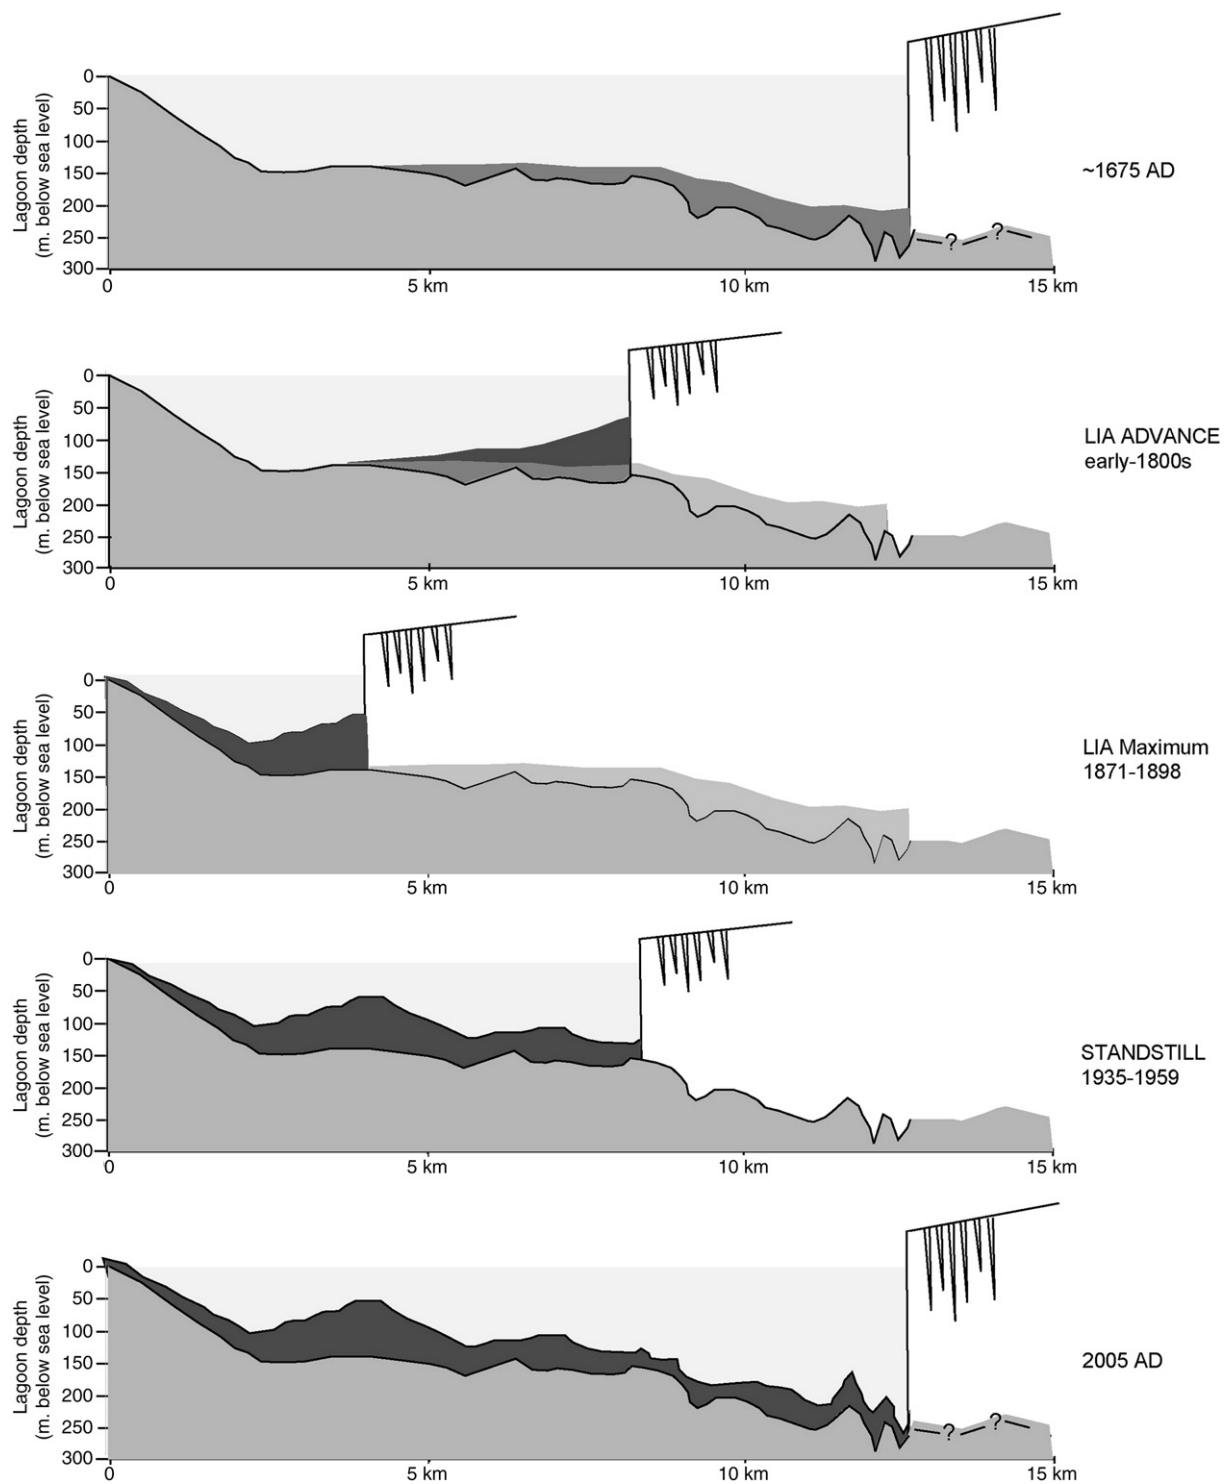 Lagoon depth
(m. below sea level)
0
50
100
150
200
250
300
? ?
0 5 km 10 km 15 km
~1675 AD
Lagoon depth
(m. below sea level)
0
50
100
150
200
250
300
0 5 km 10 km 15 km
LIA ADVANCE
early-1800s
Lagoon depth
(m. below sea level)
0
50
100
150
200
250
300
0 5 km 10 km 15 km
LIA Maximum
1871-1898
Lagoon depth
(m. below sea level)
0
50
100
150
200
250
300
0 5 km 10 km 15 km
STANDSTILL
1935-1959
Lagoon depth
(m. below sea level)
0
50
100
150
200
250
300
? ?
0 5 km 10 km 15 km
2005 AD